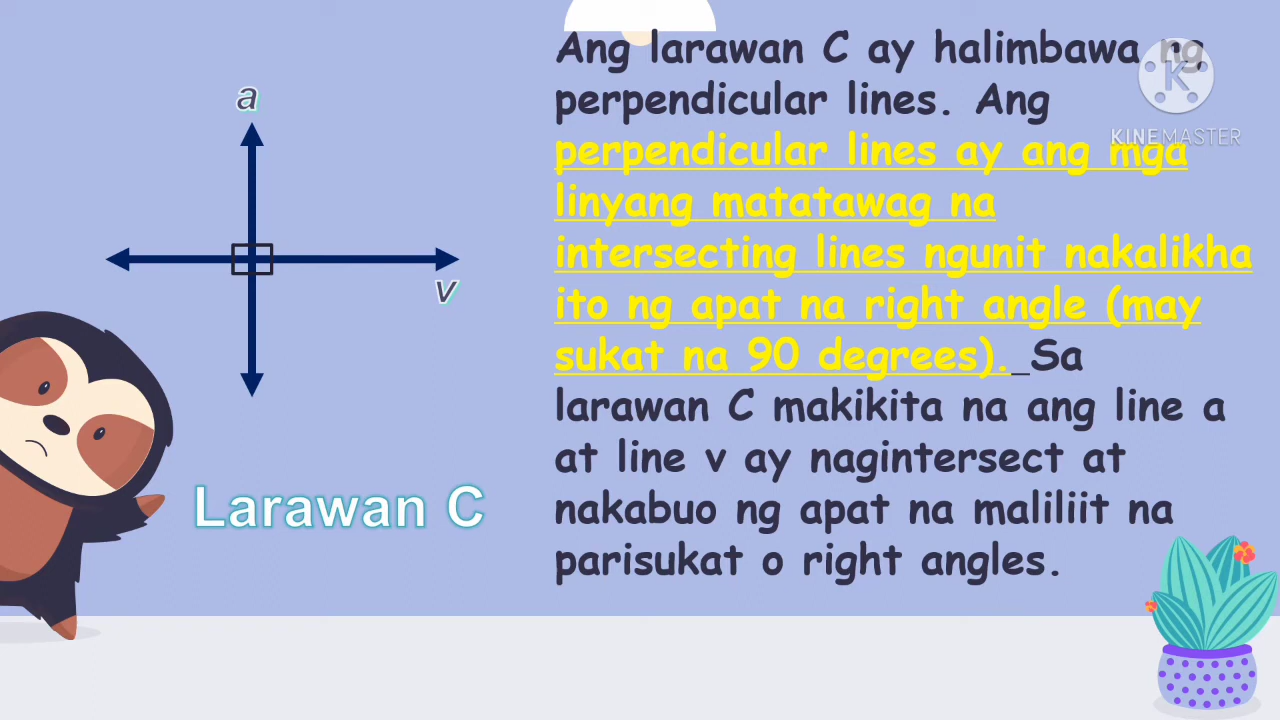 a
v
Larawan C
Ang larawan C ay halimbawa ng
perpendicular lines. Ang
perpendicular lines ay ang mga
linyang matatawag na
intersecting lines ngunit nakalikha
ito ng apat na right angle (may
sukat na 90 degrees). Sa
larawan C makikita na ang line a
at line v ay nagintersect at
nakabuo ng apat na maliliit na
parisukat o right angles.
K
KINEMASTER